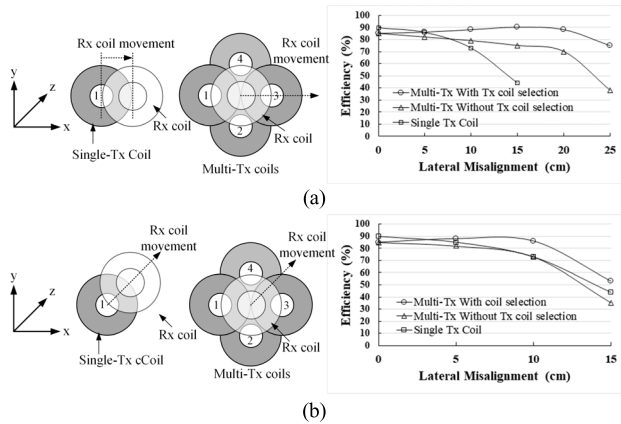 Rx coil movement
y
z
x
1
Rx coil
Single-Tx Coil
4
1
3
2
Rx coil
movement
Rx coil
Multi-Tx coils
Efficiency (%)
100
90
80
70
60
50
40
30
20
10
0
Multi-Tx With Tx coil selection
Multi-Tx Without Tx coil selection
Single Tx Coil
0 5 10 15 20 25
Lateral Misalignment (cm)
(a)
Rx coil
movement
y
z
x
1
Rx coil
Single-Tx cCoil
Rx coil
movement
4
1
3
2
Rx coil
Multi-Tx coils
Efficiency (%)
100
90
80
70
60
50
40
30
20
10
0
Multi-Tx With coil selection
Multi-Tx Without Tx coil selection
Single Tx Coil
0 5 10 15
Lateral Misalignment (cm)
(b)